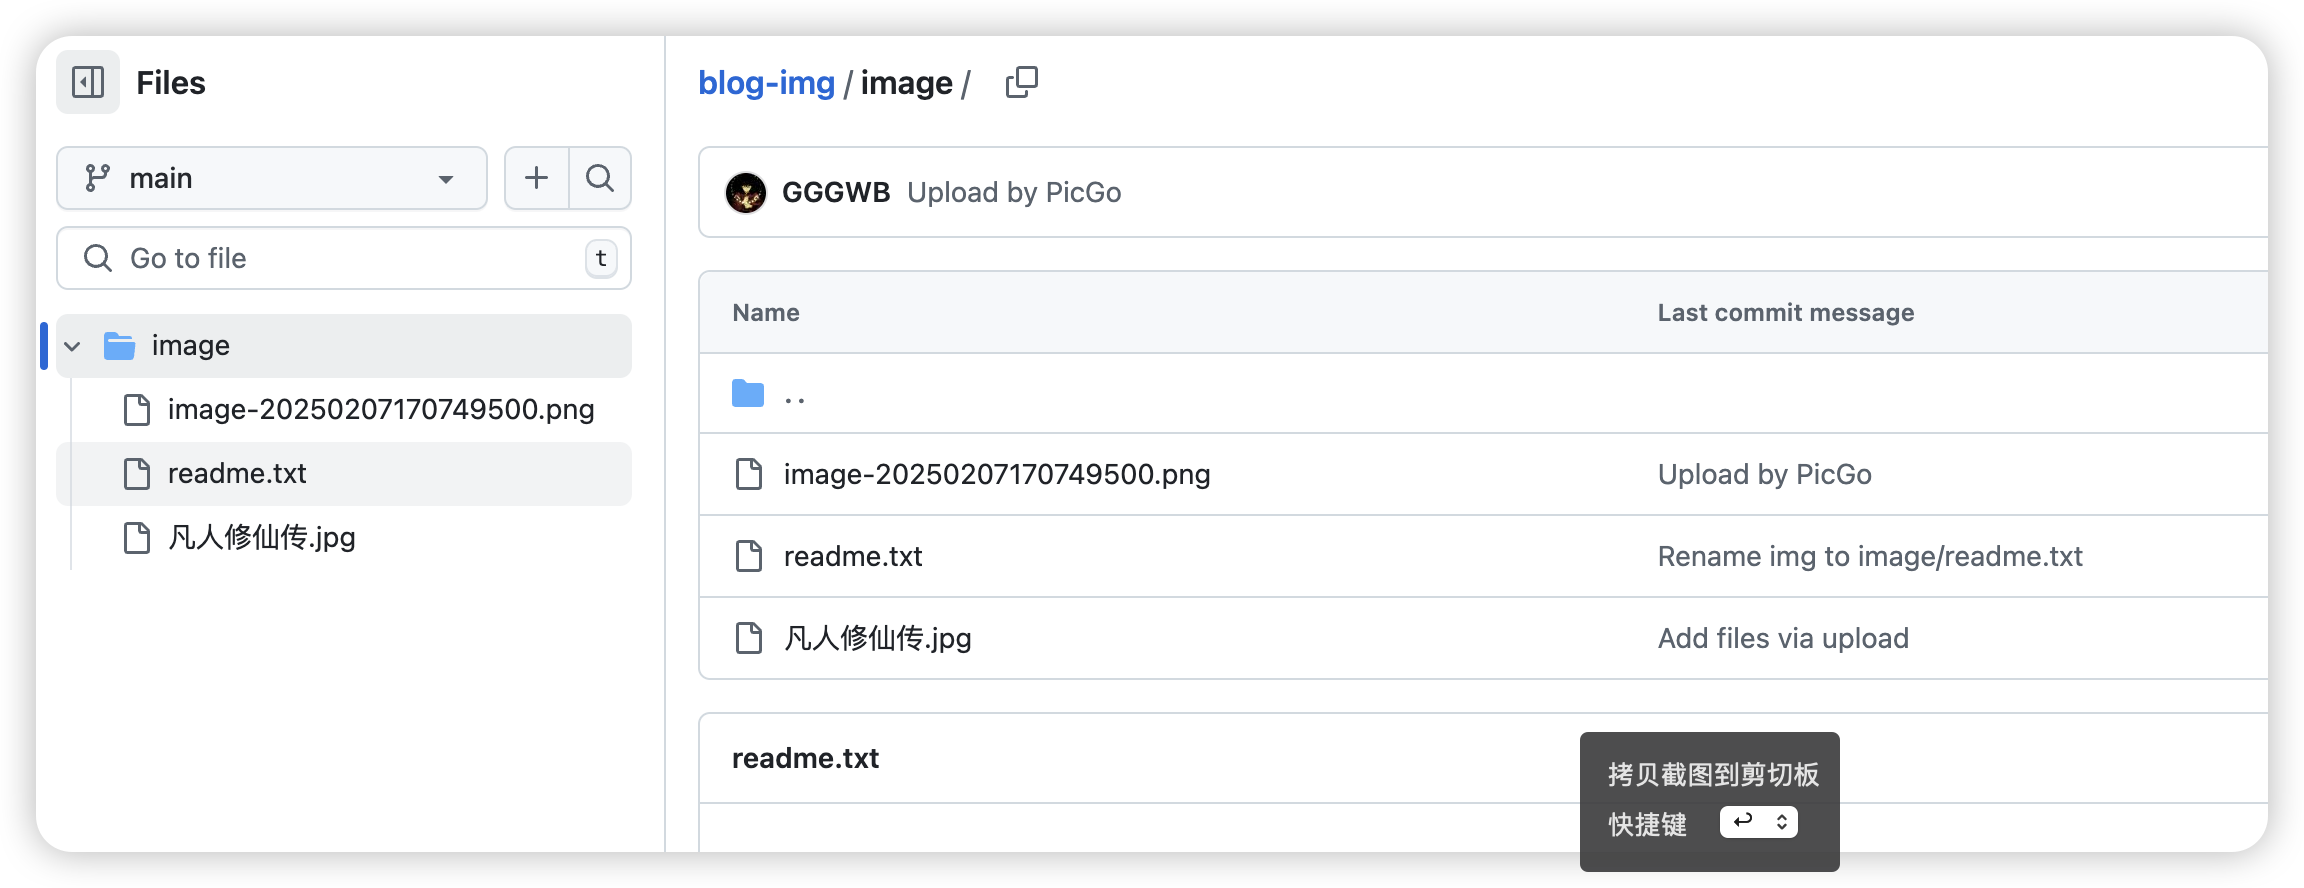 Files
main
Go to file
t
image
image-20250207170749500.png
readme.txt
凡人修仙传.jpg
blog-img / image /
GGGWB Upload by PicGo
Name Last commit message
..
image-20250207170749500.png Upload by PicGo
readme.txt Rename img to image/readme.txt
凡人修仙传.jpg Add files via upload
readme.txt
拷贝截图到剪切板
快捷键